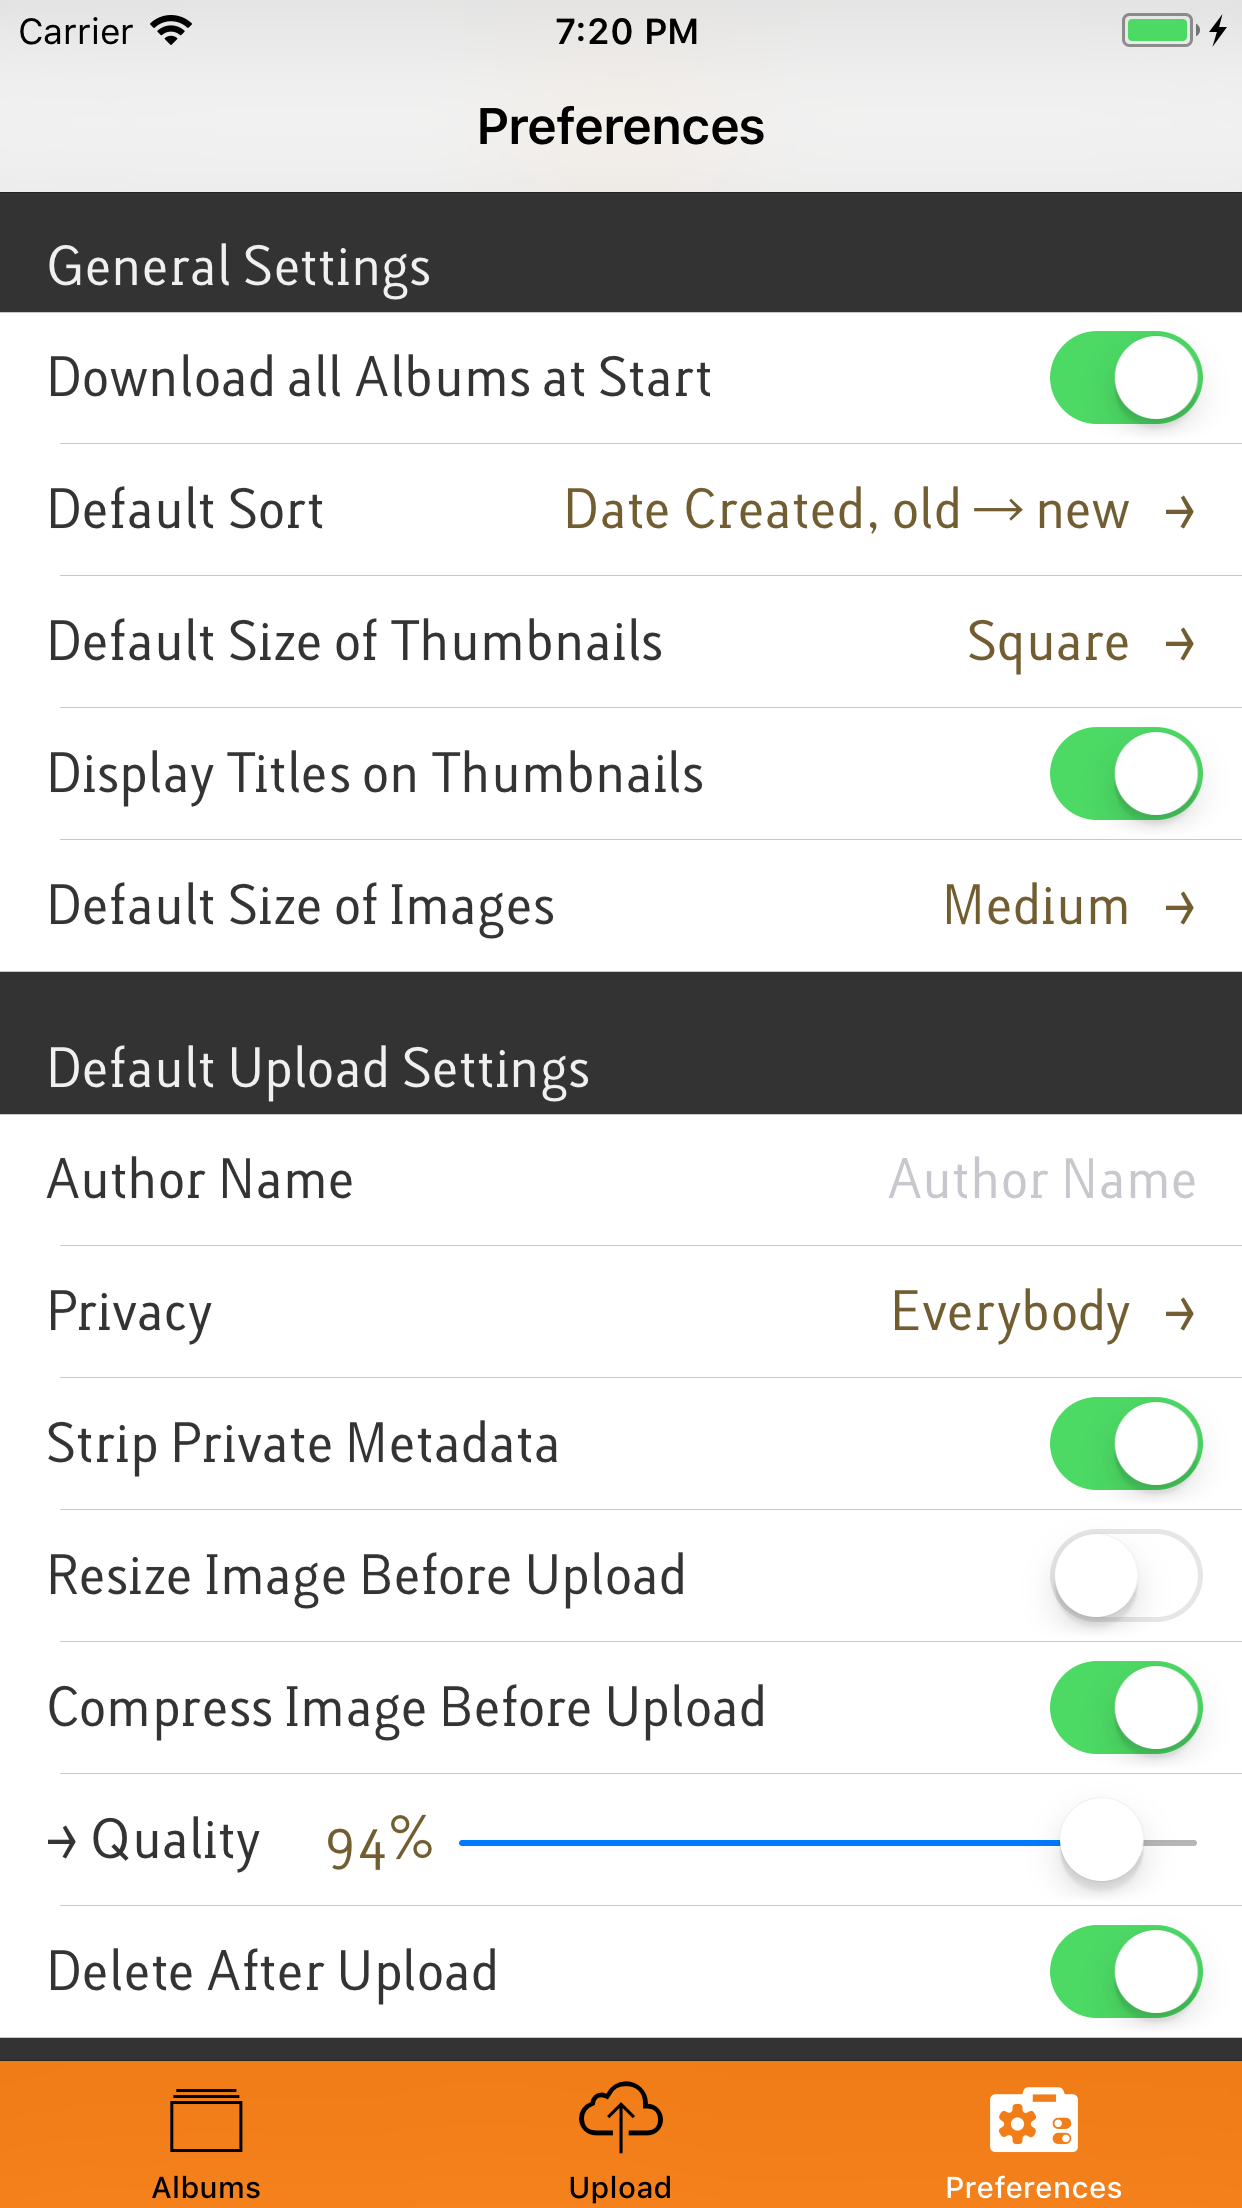 Carrier 7:20 PM
Preferences
General Settings
Download all Albums at Start
Default Sort Date Created, old → new →
Default Size of Thumbnails Square →
Display Titles on Thumbnails
Default Size of Images Medium →
Default Upload Settings
Author Name Author Name
Privacy Everybody →
Strip Private Metadata
Resize Image Before Upload
Compress Image Before Upload
→ Quality 94%
Delete After Upload
Albums Upload Preferences